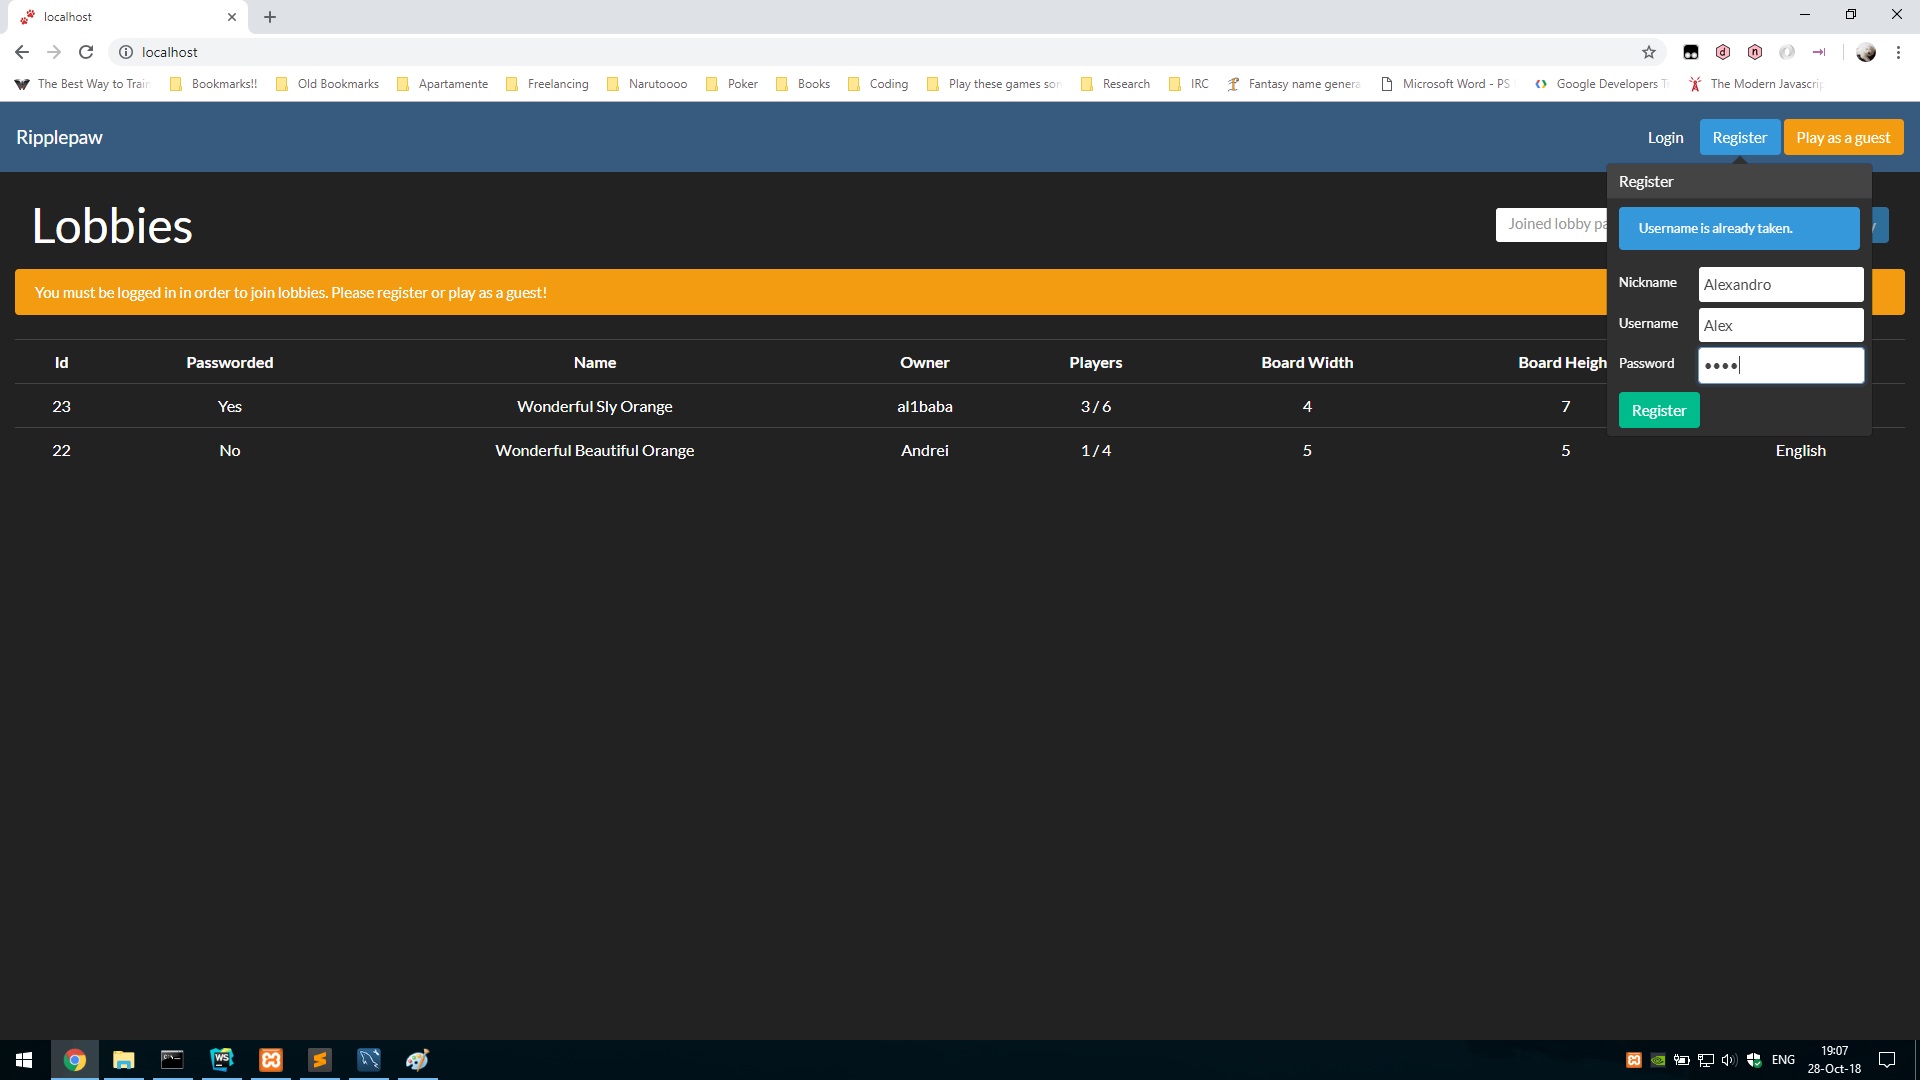 localhost
localhost
The Best Way to Train
Bookmarks!!
Old Bookmarks
Apartamente
Freelancing
Narutoooo
Poker
Books
Coding
Play these games som
Research
IRC
Fantasy name genera
Microsoft Word - PS
Google Developers Tr
The Modern Javascrip
Ripplepaw
Login
Register
Play as a guest
Register
Lobbies
Joined lobby pa
Username is already taken.
You must be logged in in order to join lobbies. Please register or play as a guest!
Nickname Alexandro
Username Alex
Id Passworded Name Owner Players Board Width Board Heigh
Password ••••
23 Yes Wonderful Sly Orange al1baba 3 / 6 4 7
Register
22 No Wonderful Beautiful Orange Andrei 1 / 4 5 5 English
WS
ENG
19:07
28-Oct-18